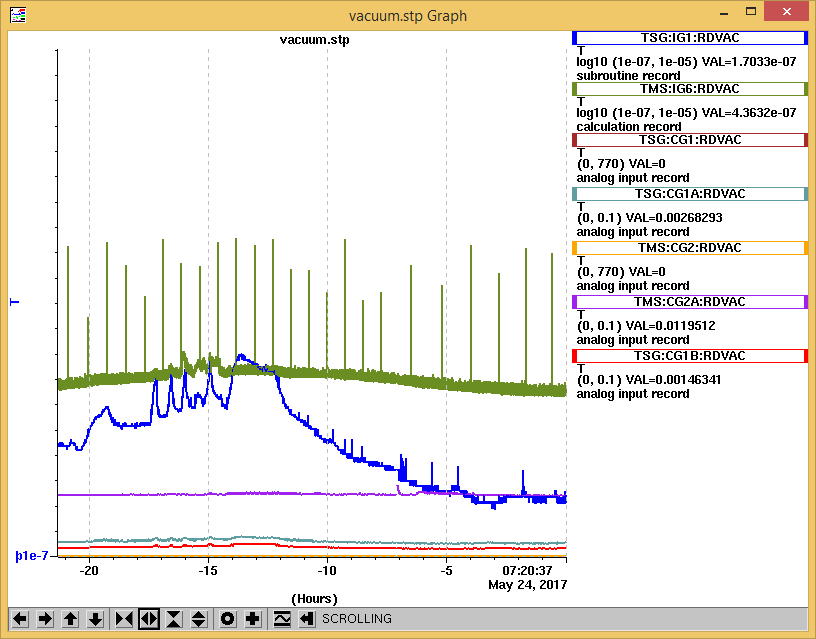 vacuum.stp Graph
vacuum.stp
T
1e-7
-20
-15
-10
-5
07:20:37
May 24, 2017
(Hours)
TSG:IG1:RDVAC
T
log10 (1e-07, 1e-05) VAL=1.7033e-07
subroutine record
TMS:IG6:RDVAC
T
log10 (1e-07, 1e-05) VAL=4.3632e-07
calculation record
TSG:CG1:RDVAC
T
(0, 770) VAL=0
analog input record
TSG:CG1A:RDVAC
T
(0, 0.1) VAL=0.00268293
analog input record
TMS:CG2:RDVAC
T
(0, 770) VAL=0
analog input record
TMS:CG2A:RDVAC
T
(0, 0.1) VAL=0.0119512
analog input record
TSG:CG1B:RDVAC
T
(0, 0.1) VAL=0.00146341
analog input record
SCROLLING